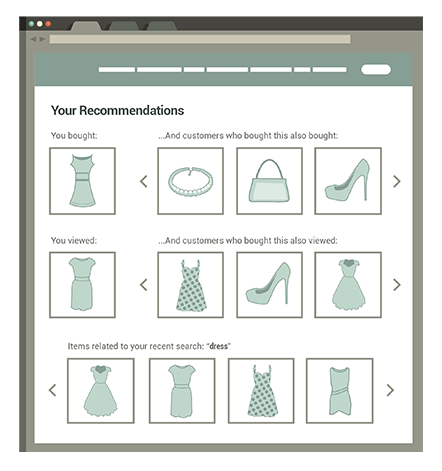 Your Recommendations
You bought: ...And customers who bought this also bought:
You viewed: ...And customers who bought this also viewed:
Items related to your recent search: “dress”